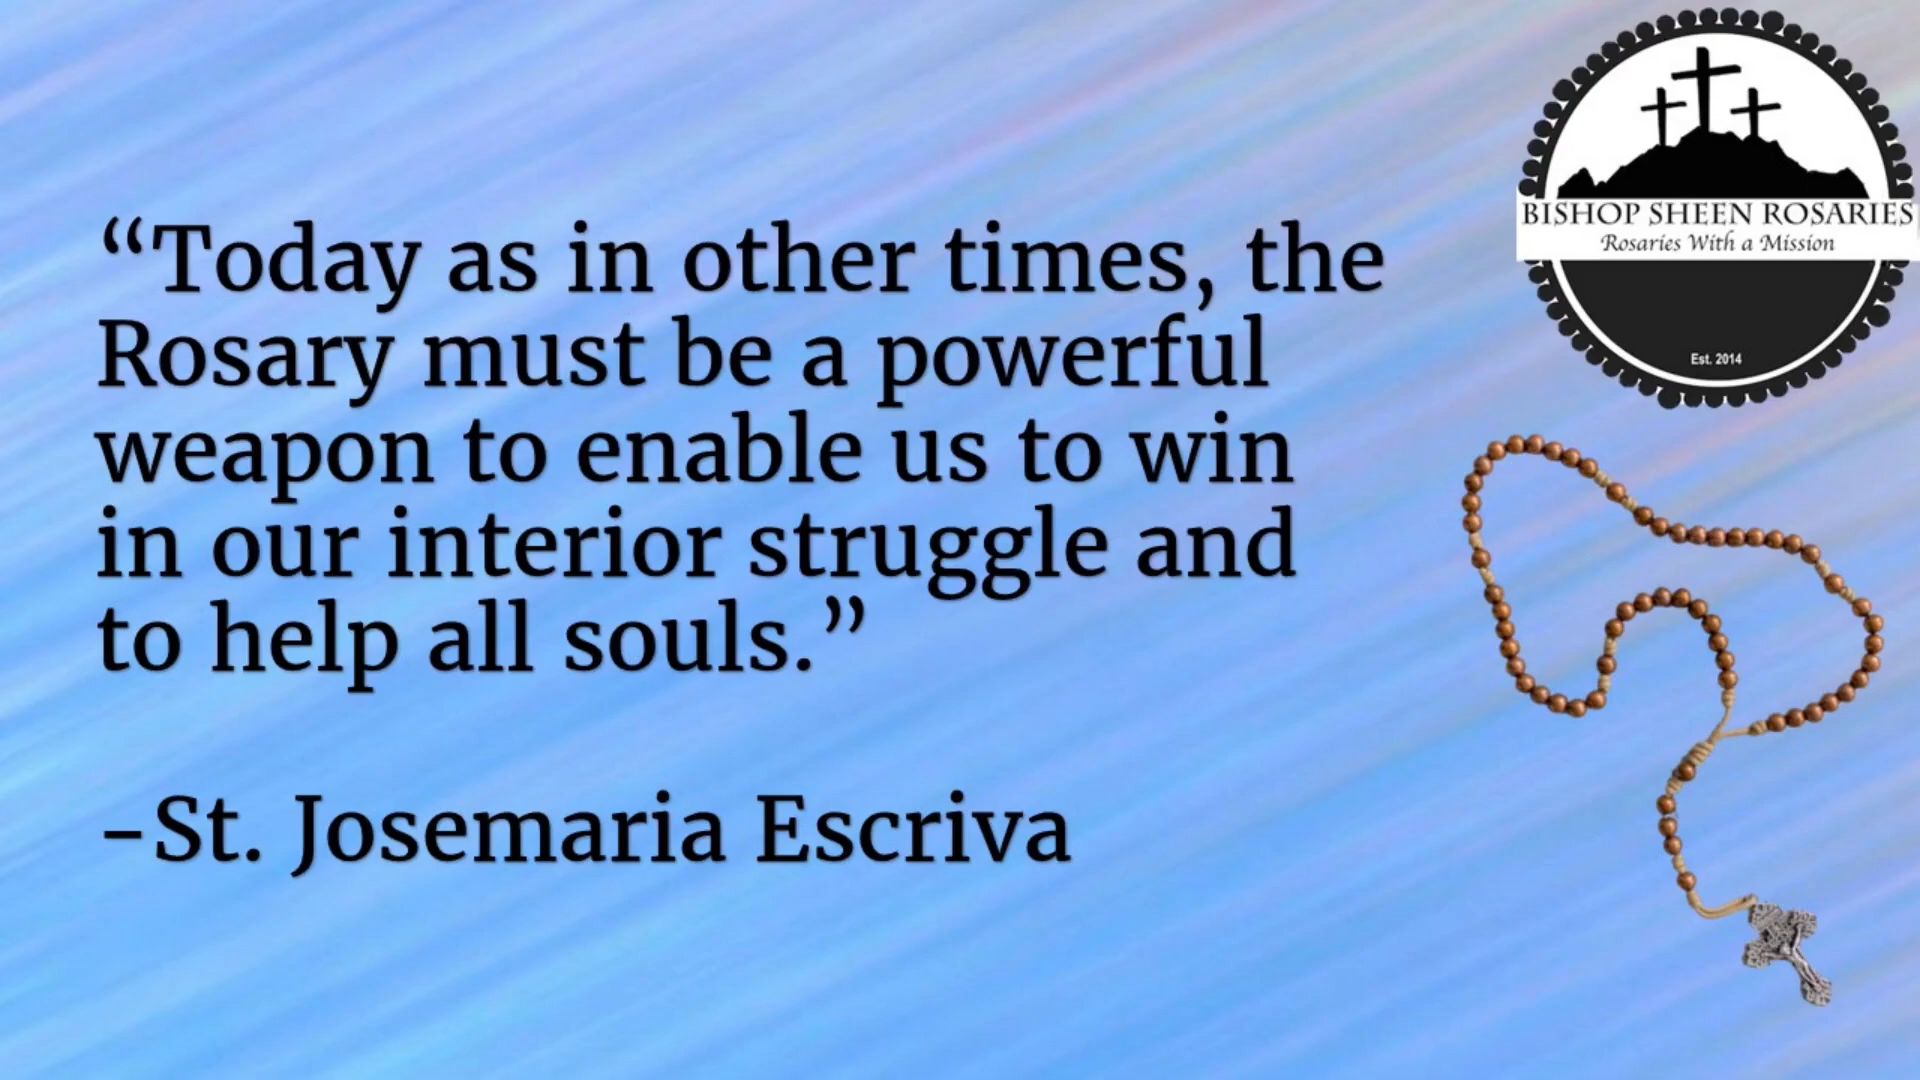 “Today as in other times, the
Rosary must be a powerful
weapon to enable us to win
in our interior struggle and
to help all souls.”
-St. Josemaria Escriva
BISHOP SHEEN ROSARIES
Rosaries With a Mission
Est. 2014